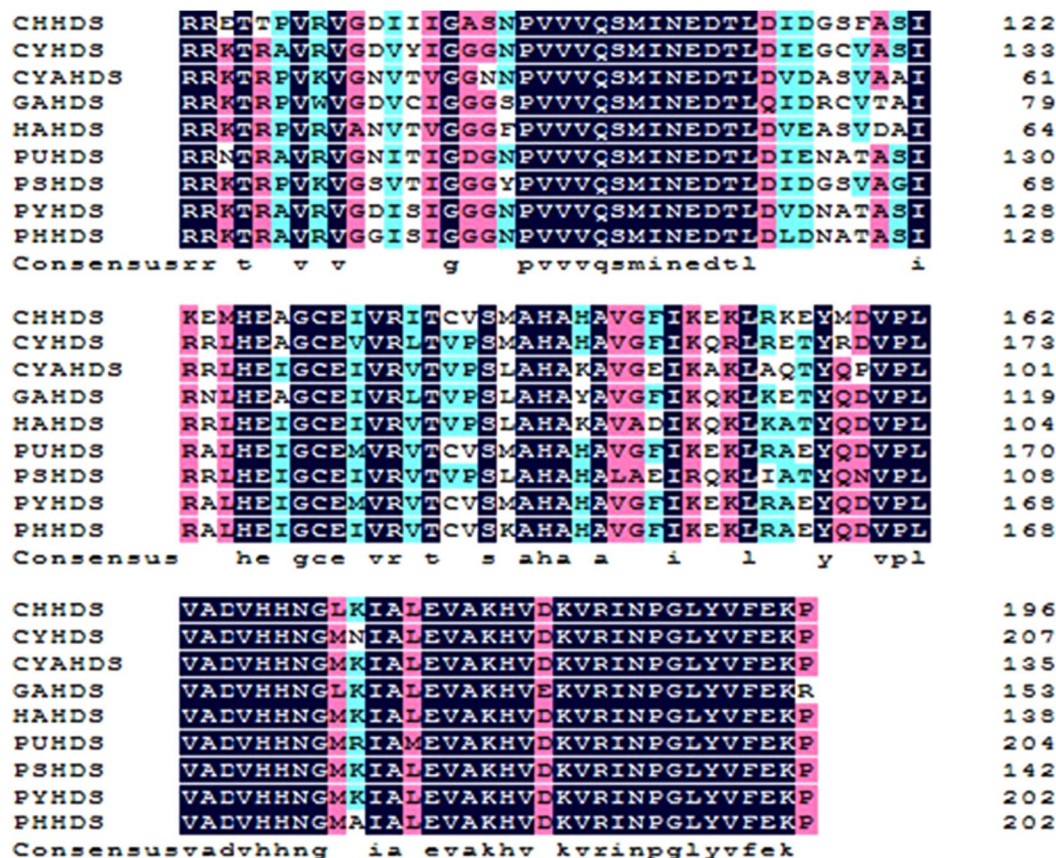 CHHDS RRETTPVRVGDIIIGASNPVVVQSMINEDTLDIDGSFASI 122
CYHDS RRKTRAVRVGDVYIGGGNPVVVQSMINEDTLDIEGCVASI 133
CYAHDS RRKTRPVKVGNVTVGGNNPVVVQSMINEDTLDVDASVAAI 61
GAHDS RRKTRPVWVGDVCIGGGSPVVVQSMINEDTLQIDRCVTAI 79
HAHDS RRKTRPVRVANVTVGGGFPVVVQSMINEDTLDVEASVDAI 64
PUHDS RRNTRAVRVGNITIGDGNPVVVQSMINEDTLDIENATASI 130
PSHDS RRKTRPVKVGSVTIGGGYPVVVQSMINEDTLDIDGSVAGI 68
PYHDS RRKTRAVRVGDISIGGGNPVVVQSMINEDTLDVDNATASI 128
PHHDS RRKTRAVRVGGISIGGGNPVVVQSMINEDTLDLDNATASI 128
Consensus rr t v v g pvvvqsminedtl i
CHHDS KEMHEAGCEIVRITCVSMAHAHAVGFIKEKLRKEYMDVPL 162
CYHDS RRLHEAGCEVVRLTVPSMAHAHAVGFIKQRLRETYRDVPL 173
CYAHDS RRLHEIGCEIVRVTVPSLAHAKAVGEIKAKLAQTYQPVPL 101
GAHDS RNLHEAGCEIVRLTVPSLAHAYAVGFIKQKLKETYQDVPL 119
HAHDS RRLHEIGCEIVRVTVPSLAHAKAVADIKQKLKATYQDVPL 104
PUHDS RALHEIGCEMVRVTCVSMAHAHAVGFIKEKLRAEYQDVPL 170
PSHDS RRLHEIGCEIVRVTVPSLAHAHALAEIRQKLIATYQNVPL 108
PYHDS RALHEIGCEMVRVTCVSMAHAHAVGFIKEKLRAEYQDVPL 168
PHHDS RALHEIGCEIVRVTCVSKAHAHAVGFIKEKLRAEYQDVPL 168
Consensus he gce vr t s aha a i l y vpl
CHHDS VADVHHNGLKIALEVAKHVDKVRINPGLYVFEKP 196
CYHDS VADVHHNGMNIALEVAKHVDKVRINPGLYVFEKP 207
CYAHDS VADVHHNGMKIALEVAKHVDKVRINPGLYVFEKP 135
GAHDS VADVHHNGLKIALEVAKHVEKVRINPGLYVFEKR 153
HAHDS VADVHHNGMKIALEVAKHVDKVRINPGLYVFEKP 138
PUHDS VADVHHNGMRIAMEVAKHVDKVRINPGLYVFEKP 204
PSHDS VADVHHNGMKIALEVAKHVDKVRINPGLYVFEKP 142
PYHDS VADVHHNGMKIALEVAKHVDKVRINPGLYVFEKP 202
PHHDS VADVHHNGMAIALEVAKHVDKVRINPGLYVFEKP 202
Consensus vadvhhng ia evakhv kvrinpglyvfek